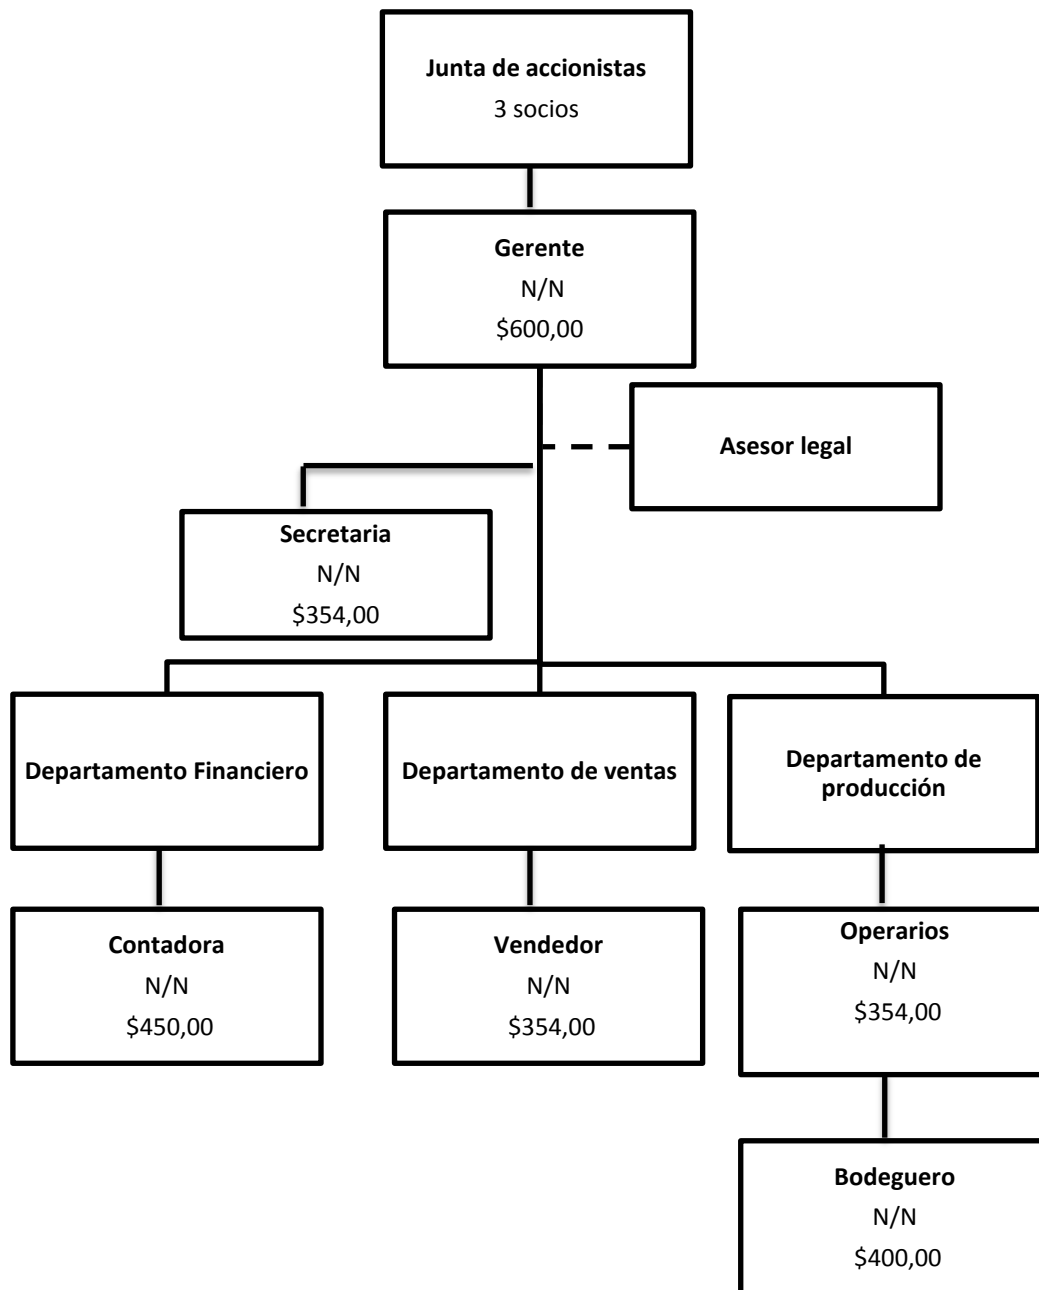 Junta de accionistas
3 socios
Gerente
N/N
$600,00
Asesor legal
Secretaria
N/N
$354,00
Departamento Financiero
Departamento de ventas
Departamento de
producción
Contadora
N/N
$450,00
Vendedor
N/N
$354,00
Operarios
N/N
$354,00
Bodeguero
N/N
$400,00